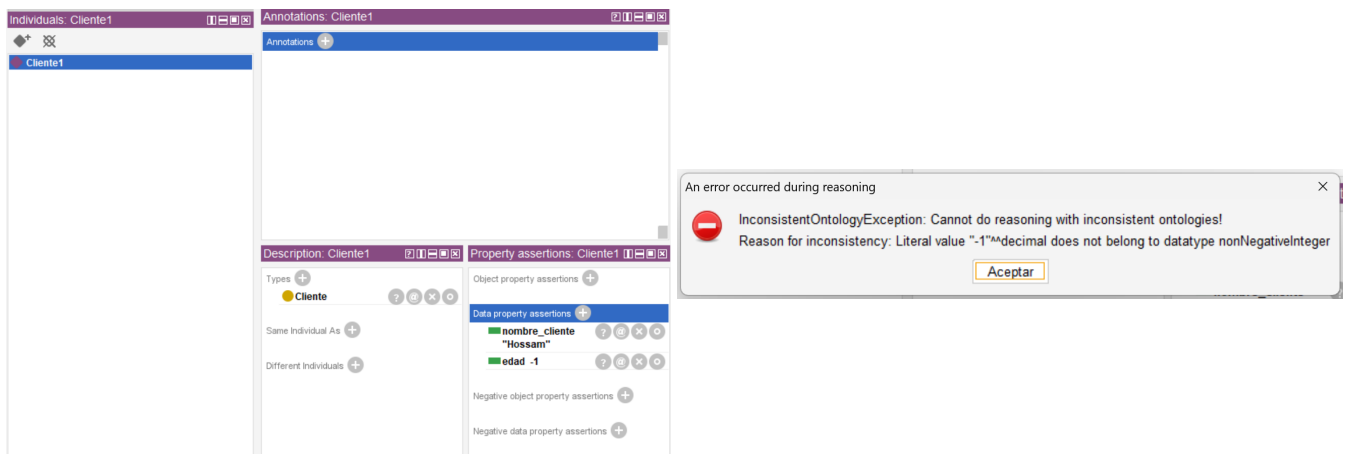 Individuals: Cliente1
Cliente1
Annotations: Cliente1
Annotations
Description: Cliente1
Types
Cliente
Same Individual As
Different Individuals
Property assertions: Cliente1
Object property assertions
Data property assertions
nombre_cliente
"Hossam"
edad -1
Negative object property assertions
Negative data property assertions
An error occurred during reasoning
InconsistentOntologyException: Cannot do reasoning with inconsistent ontologies!
Reason for inconsistency: Literal value "-1"^^decimal does not belong to datatype nonNegativeInteger
Aceptar